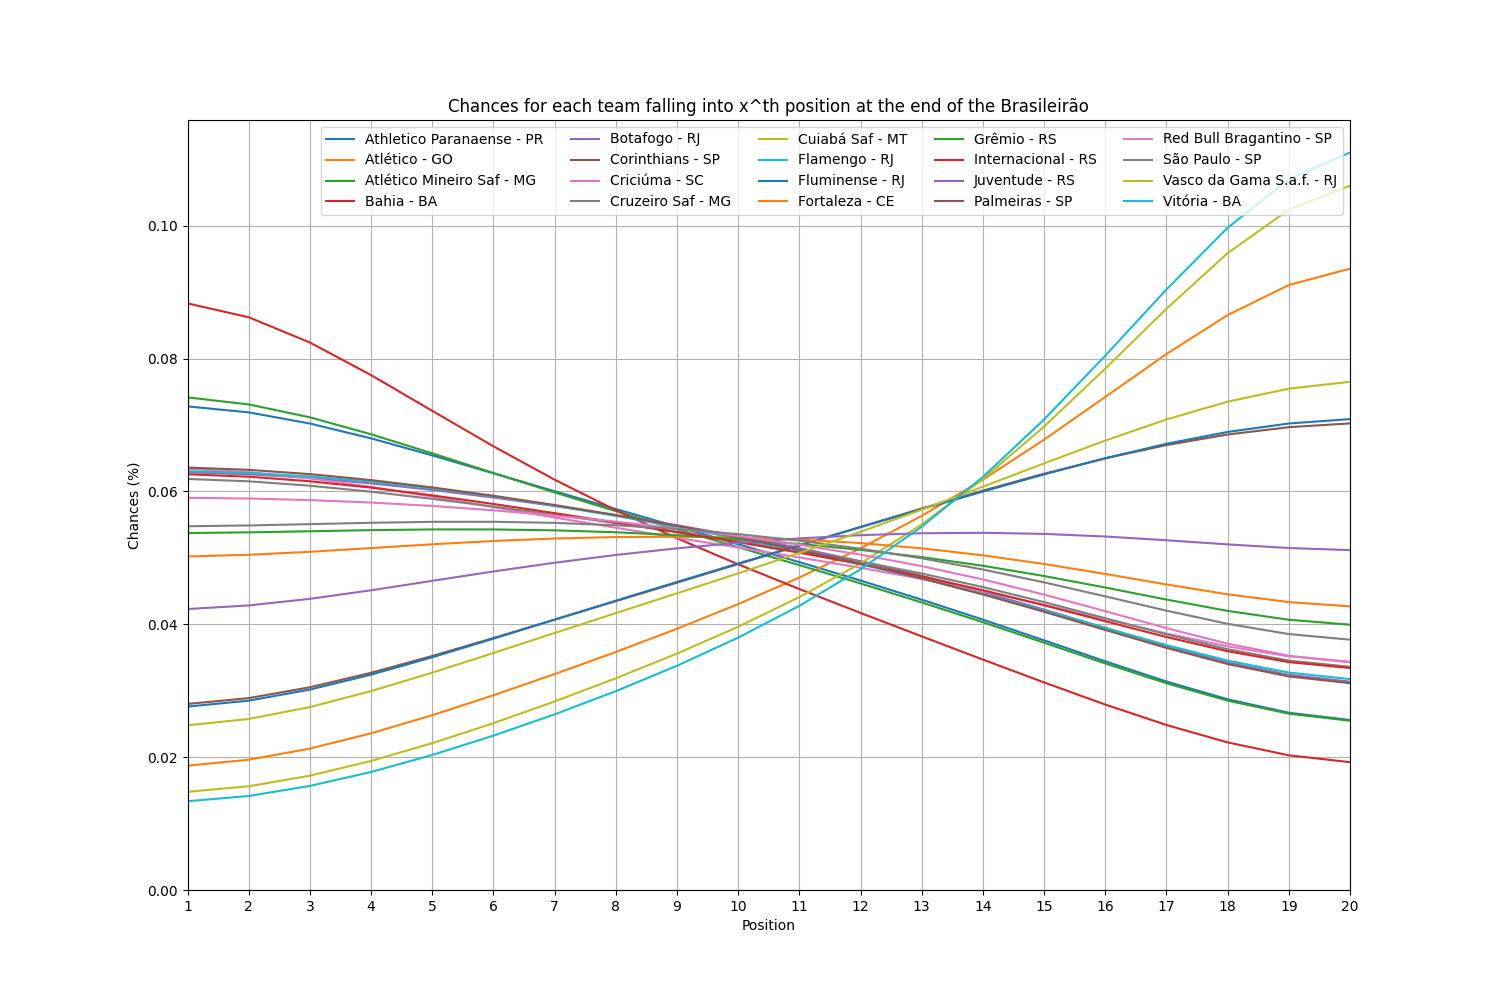 Chances for each team falling into x^th position at the end of the Brasileirão
Athletico Paranaense - PR
Atlético - GO
Atlético Mineiro Saf - MG
Bahia - BA
Botafogo - RJ
Corinthians - SP
Criciúma - SC
Cruzeiro Saf - MG
Cuiabá Saf - MT
Flamengo - RJ
Fluminense - RJ
Fortaleza - CE
Grêmio - RS
Internacional - RS
Juventude - RS
Palmeiras - SP
Red Bull Bragantino - SP
São Paulo - SP
Vasco da Gama S.a.f. - RJ
Vitória - BA
Chances (%)
0.10
0.08
0.06
0.04
0.02
0.00
1 2 3 4 5 6 7 8 9 10 11 12 13 14 15 16 17 18 19 20
Position